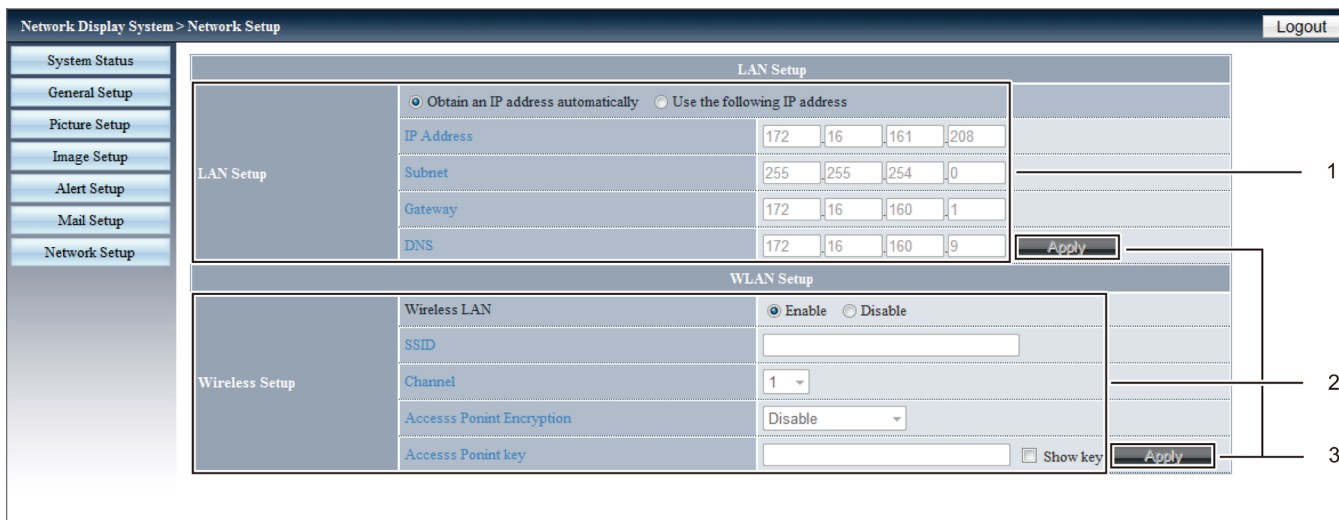 Network Display System > Network Setup
Logout
System Status
General Setup
Picture Setup
Image Setup
Alert Setup
Mail Setup
Network Setup
LAN Setup
LAN Setup
Obtain an IP address automatically Use the following IP address
IP Address 172 .16 .161 .208
Subnet 255 .255 .254 .0
Gateway 172 .16 .160 .1
DNS 172 .16 .160 .9 Apply
1
WLAN Setup
Wireless Setup
Wireless LAN Enable Disable
SSID
Channel 1
Accesss Ponint Encryption Disable
Accesss Ponint key Show key Apply
2
3